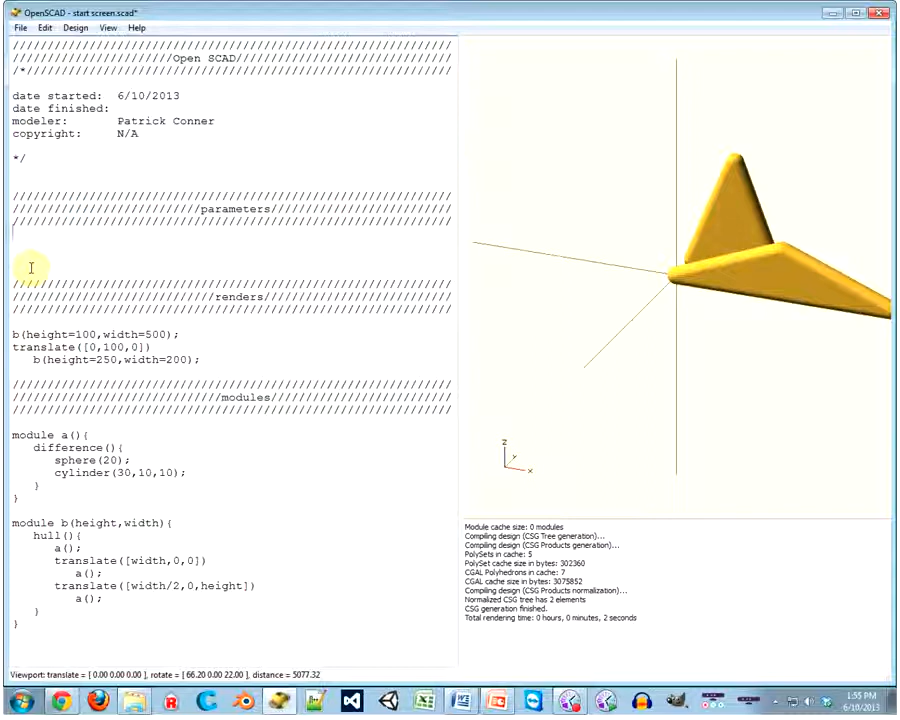 OpenSCAD - start screen.scad*
File Edit Design View Help
///////////////////////////////////////////////////////////////
///////////////////////Open SCAD///////////////////////////////
/*/////////////////////////////////////////////////////////////
date started: 6/10/2013
date finished:
modeler: Patrick Conner
copyright: N/A
*/
///////////////////////////////////////////////////////////////
///////////////////////////parameters//////////////////////////
///////////////////////////////////////////////////////////////
///////////////////////////////////////////////////////////////
/////////////////////////////renders///////////////////////////
///////////////////////////////////////////////////////////////
b(height=100,width=500);
translate([0,100,0])
b(height=250,width=200);
///////////////////////////////////////////////////////////////
//////////////////////////////modules//////////////////////////
///////////////////////////////////////////////////////////////
module a(){
difference(){
sphere(20);
cylinder(30,10,10);
}
}
module b(height,width){
hull(){
a();
translate([width,0,0])
a();
translate([width/2,0,height])
a();
}
}
z
y
x
Module cache size: 0 modules
Compiling design (CSG Tree generation)...
Compiling design (CSG Products generation)...
PolySets in cache: 5
PolySet cache size in bytes: 302360
CGAL Polyhedrons in cache: 7
CGAL cache size in bytes: 3075852
Compiling design (CSG Products normalization)...
Normalized CSG tree has 2 elements
CSG generation finished.
Total rendering time: 0 hours, 0 minutes, 2 seconds
Viewport: translate = [ 0.00 0.00 0.00 ], rotate = [ 66.20 0.00 22.00 ], distance = 5077.32
1:55 PM
6/10/2013